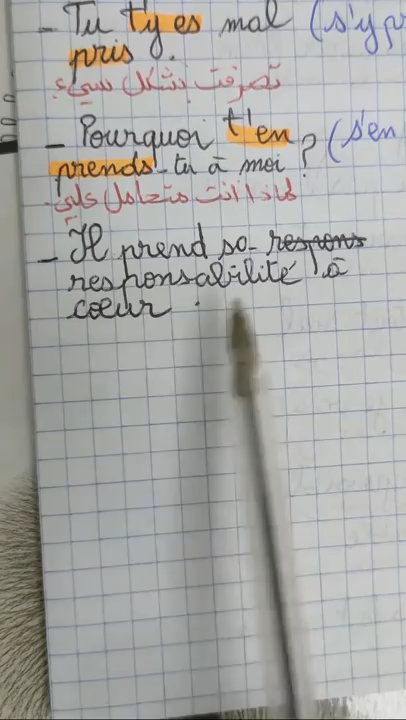 - Tu t'y es mal (s'y p
pris).
تصرفت بشكل سيء
- Pourquoi t'en
prends-tu à moi ? (s'en
لماذا انت متحامل علي
- Il prend sa respons
responsabilité à
coeur.